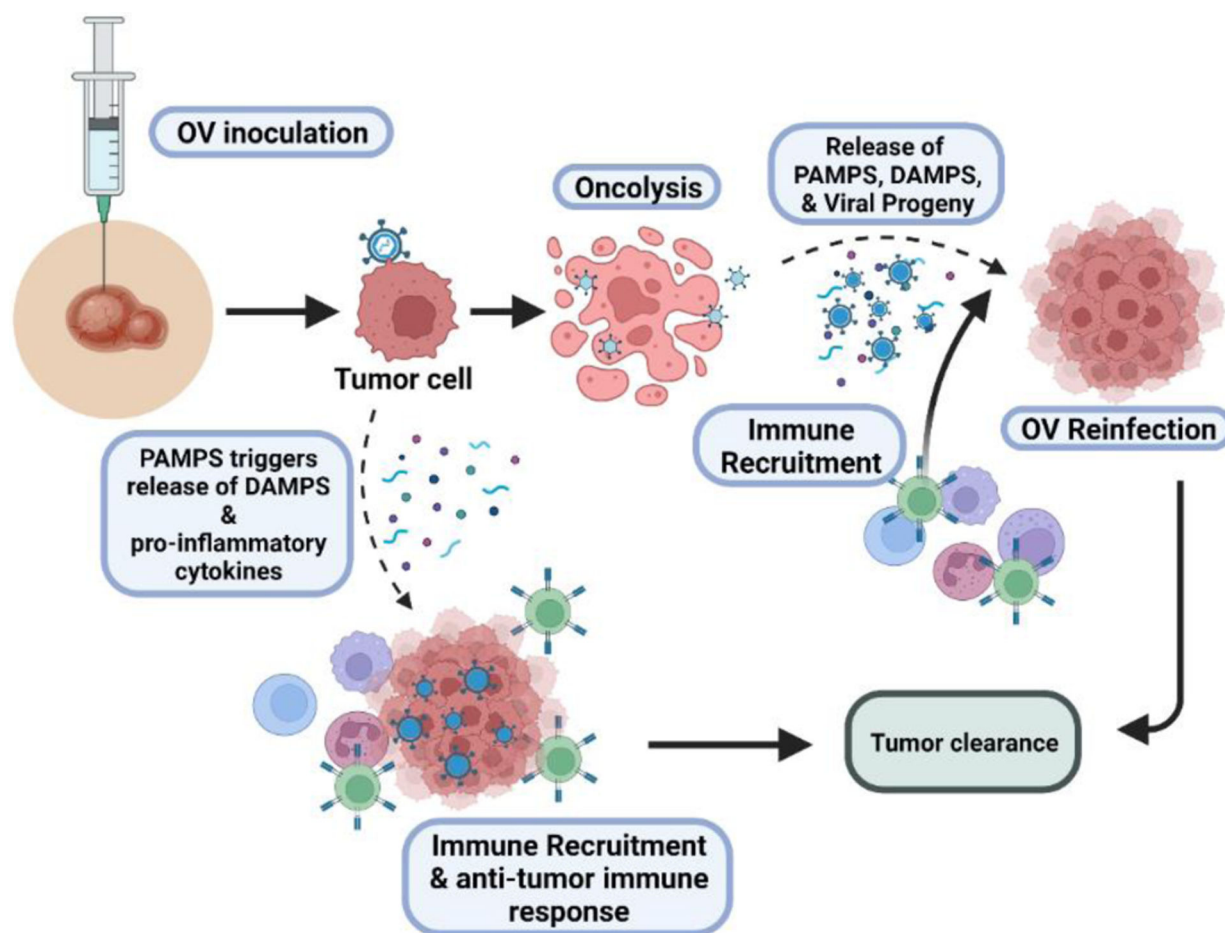 OV inoculation
Oncolysis
Release of
PAMPS, DAMPS,
& Viral Progeny
Tumor cell
PAMPS triggers
release of DAMPS
&
pro-inflammatory
cytokines
Immune
Recruitment
OV Reinfection
Tumor clearance
Immune Recruitment
& anti-tumor immune
response